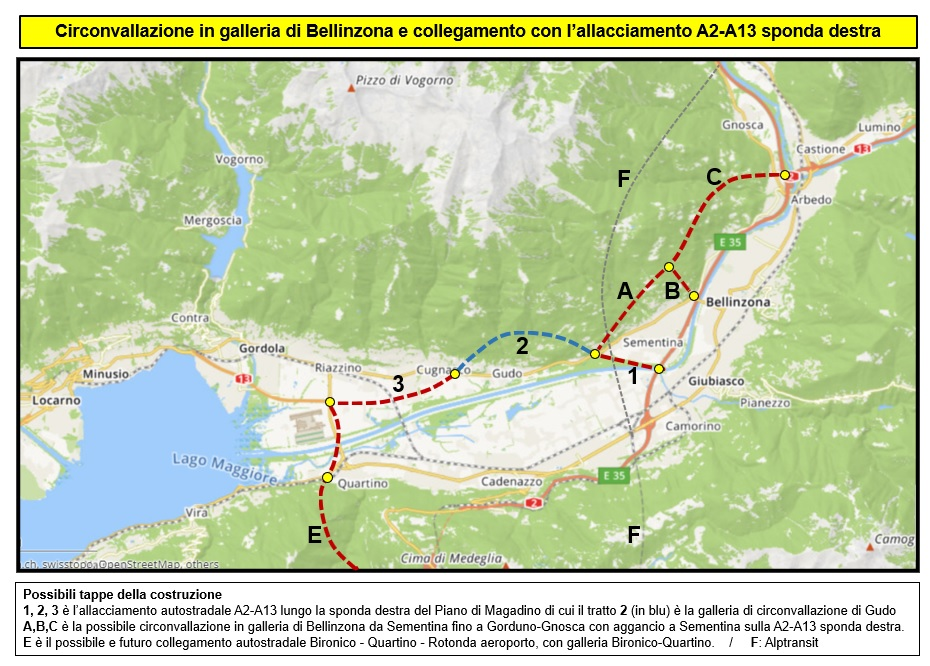 Circonvallazione in galleria di Bellinzona e collegamento con l'allacciamento A2-A13 sponda destra
Pizzo di Vogorno
Gnosca
Lumino
13
Castione
Vogorno
F
C
Arbedo
Mergoscia
E 35
A
B
Bellinzona
Contra
2
Sementina
Gordola
Riazzino
Cugnasco
Gudo
1
Giubiasco
Minusio
13
3
Locarno
Pianezzo
Camorino
Lago Maggiore
E 35
Quartino
Cadenazzo
2
Vira
E
F
Cima di Medeglia
Camog
.ch, swisstopo OpenStreetMap, others
Possibili tappe della costruzione
1, 2, 3 è l'allacciamento autostradale A2-A13 lungo la sponda destra del Piano di Magadino di cui il tratto 2 (in blu) è la galleria di circonvallazione di Gudo
A,B,C è la possibile circonvallazione in galleria di Bellinzona da Sementina fino a Gorduno-Gnosca con aggancio a Sementina sulla A2-A13 sponda destra.
E è il possibile e futuro collegamento autostradale Bironico - Quartino - Rotonda aeroporto, con galleria Bironico-Quartino. / F: Alptransit